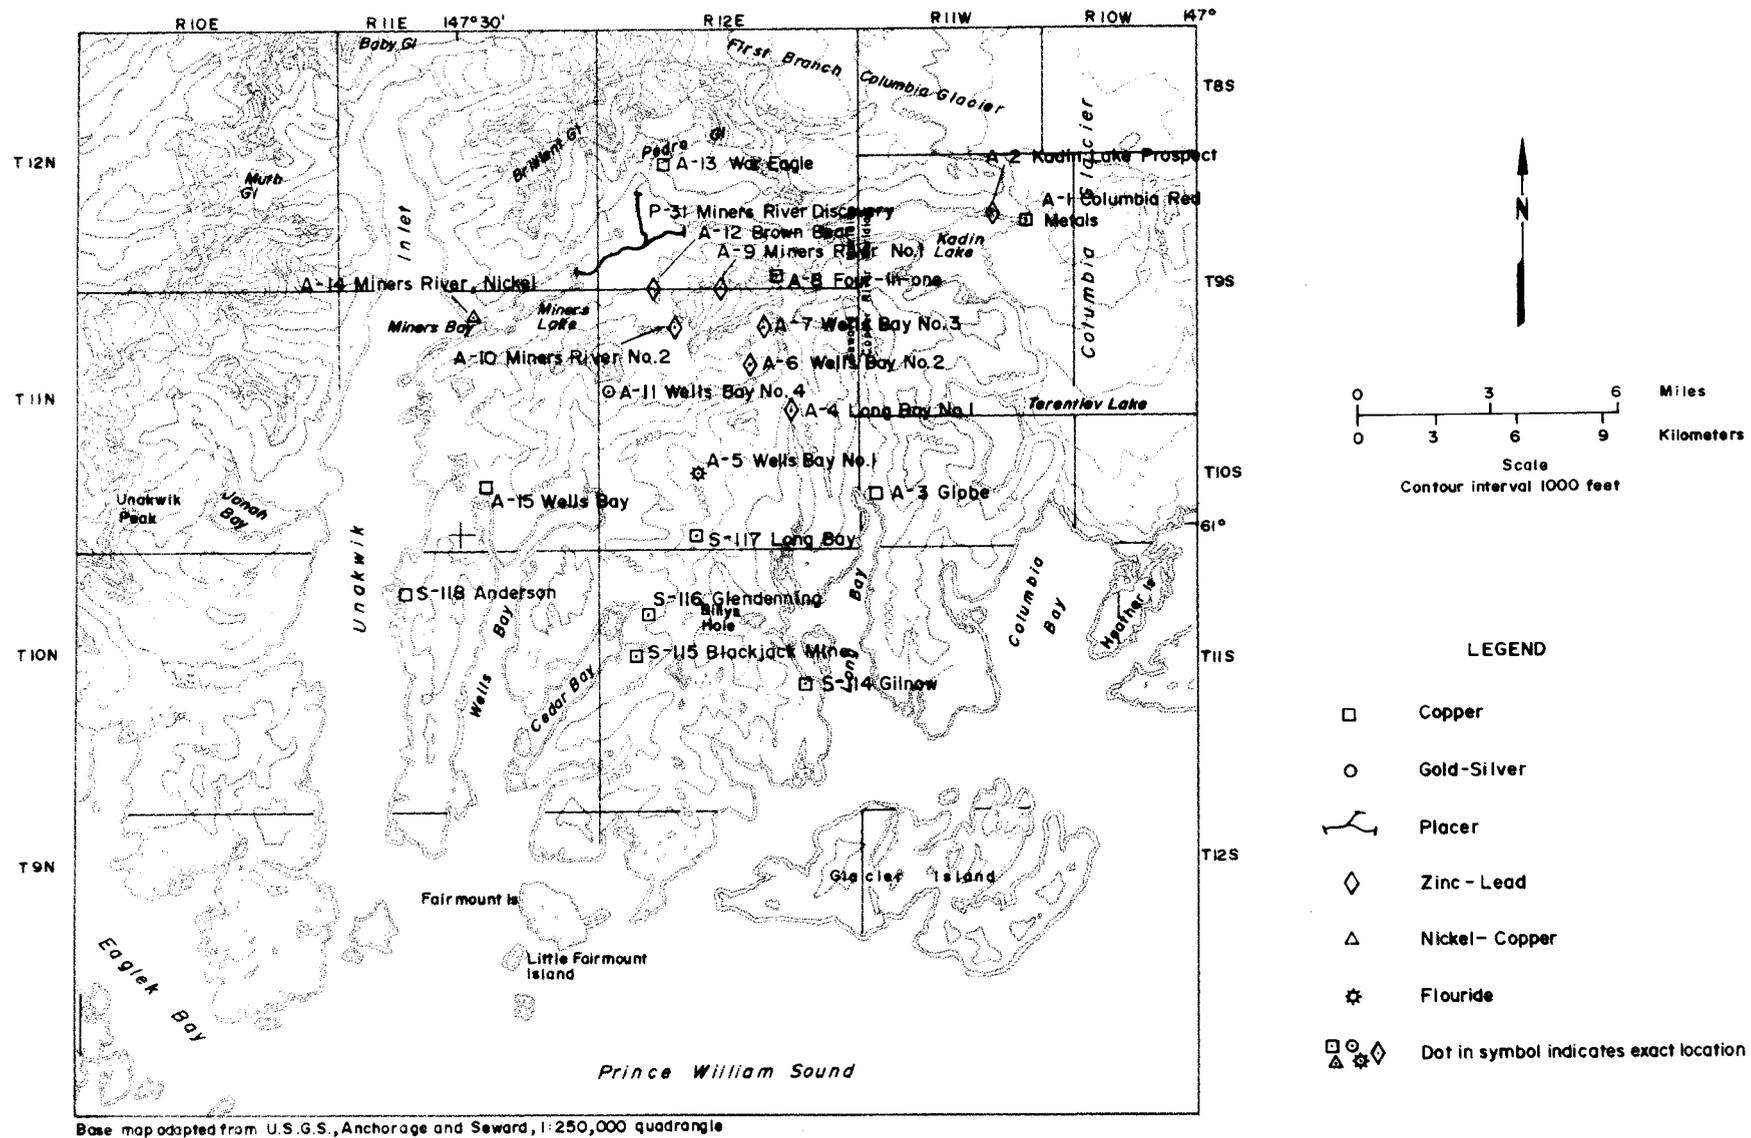 R10E R11E 147°30' R12E R11W R10W 147°
Baby Gl
First Branch Columbia Glacier
T8S
T12N
Muth
Gl
Brilliant Gl
Pedro Gl
A-13 War Eagle
A-2 Kadin Lake Prospect
A-1 Columbia Red
Metals
P-31 Miners River Discovery
A-12 Brown Bear
A-9 Miners River No.1
Kadin
Lake
Columbia Glacier
N
Unakwik Inlet
A-14 Miners River, Nickel
A-8 Four-in-one
T9S
Miners Bay
Miners
Lake
A-7 Wells Bay No.3
A-10 Miners River No.2
A-6 Wells Bay No.2
T11N
A-11 Wells Bay No.4
A-4 Long Bay No.1
Terentiev Lake
0 3 6 Miles
0 3 6 9 Kilometers
Scale
Contour interval 1000 feet
A-5 Wells Bay No.1
T10S
Unakwik
Peak
Jonah
Bay
A-15 Wells Bay
A-3 Globe
61°
S-117 Long Bay
S-118 Anderson
S-116 Glendenning
Billys
Hole
Wells Bay
Cedar Bay
Long Bay
Columbia
Bay
Heather Is
T10N
S-115 Blackjack Mine
T11S
S-114 Gilnow
LEGEND
Copper
Gold-Silver
Placer
Zinc-Lead
Nickel-Copper
Flouride
Dot in symbol indicates exact location
T9N
T12S
Glacier Island
Fairmount Is
Little Fairmount
Island
Eaglek Bay
Prince William Sound
Base map adapted from U.S.G.S., Anchorage and Seward, 1:250,000 quadrangle